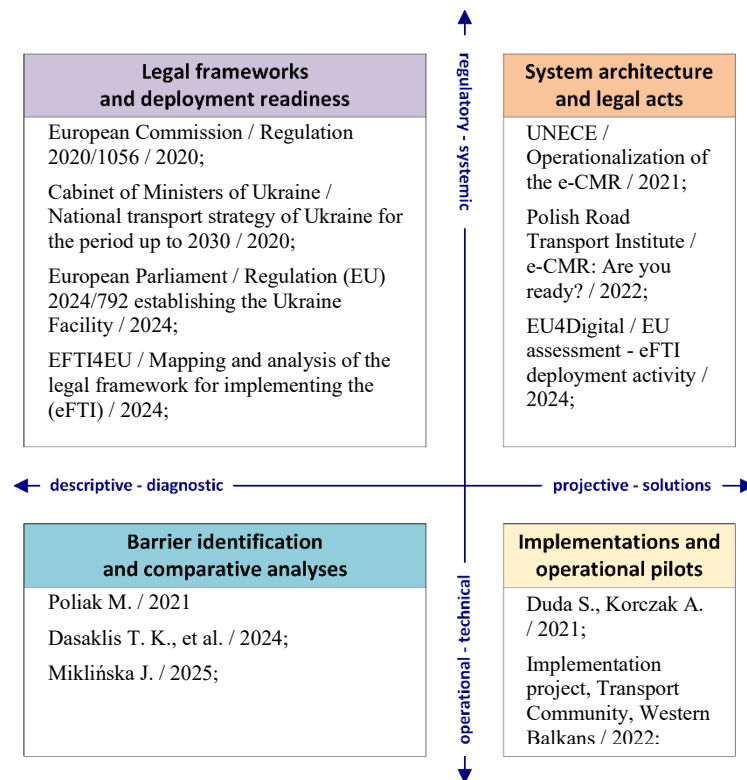 Legal frameworks
and deployment readiness
European Commission / Regulation
2020/1056 / 2020;
Cabinet of Ministers of Ukraine /
National transport strategy of Ukraine for
the period up to 2030 / 2020;
European Parliament / Regulation (EU)
2024/792 establishing the Ukraine
Facility / 2024;
EFTI4EU / Mapping and analysis of the
legal framework for implementing the
(eFTI) / 2024;
regulatory - systemic
System architecture
and legal acts
UNECE /
Operationalization of
the e-CMR / 2021;
Polish Road
Transport Institute /
e-CMR: Are you
ready? / 2022;
EU4Digital / EU
assessment - eFTI
deployment activity /
2024;
descriptive - diagnostic
projective - solutions
Barrier identification
and comparative analyses
Poliak M. / 2021
Dasaklis T. K., et al. / 2024;
Miklińska J. / 2025;
operational - technical
Implementations and
operational pilots
Duda S., Korczak A.
/ 2021;
Implementation
project, Transport
Community, Western
Balkans / 2022;